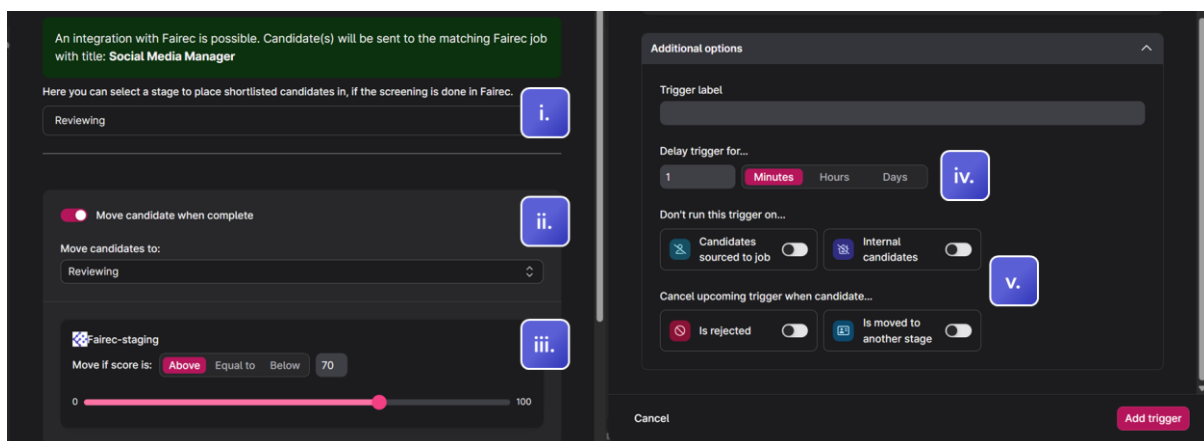 An integration with Fairec is possible. Candidate(s) will be sent to the matching Fairec job
with title: Social Media Manager
Here you can select a stage to place shortlisted candidates in, if the screening is done in Fairec.
Reviewing
i.
Move candidate when complete
ii.
Move candidates to:
Reviewing
Fairec-staging
iii.
Move if score is: Above Equal to Below 70
0 100
Additional options
Trigger label
Delay trigger for...
1 Minutes Hours Days
iv.
Don't run this trigger on...
Candidates
sourced to job
Internal
candidates
v.
Cancel upcoming trigger when candidate...
Is rejected
Is moved to
another stage
Cancel
Add trigger